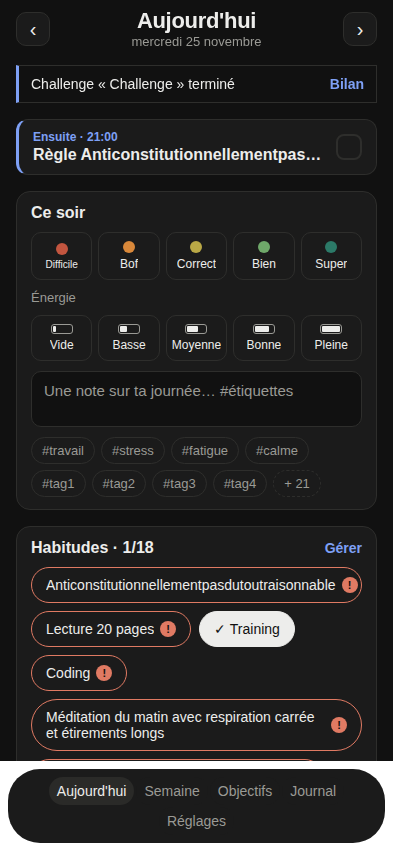 ‹ Aujourd'hui ›
mercredi 25 novembre
Challenge « Challenge » terminé Bilan
Ensuite · 21:00
Règle Anticonstitutionnellementpas…
Ce soir
Difficile Bof Correct Bien Super
Énergie
Vide Basse Moyenne Bonne Pleine
Une note sur ta journée… #étiquettes
#travail #stress #fatigue #calme
#tag1 #tag2 #tag3 #tag4 + 21
Habitudes · 1/18 Gérer
Anticonstitutionnellementpasdutoutraisonnable !
Lecture 20 pages ! ✓ Training
Coding !
Méditation du matin avec respiration carrée
et étirements longs !
Aujourd'hui Semaine Objectifs Journal
Réglages